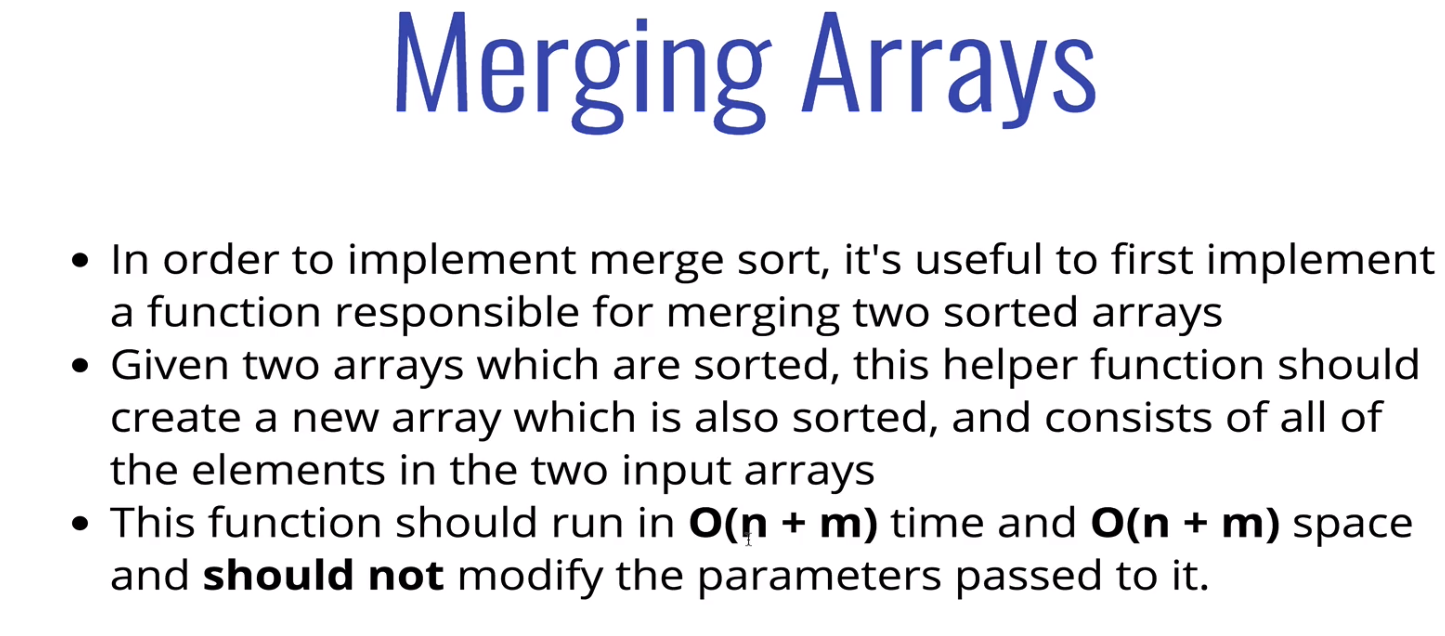 Merging Arrays
• In order to implement merge sort, it's useful to first implement
a function responsible for merging two sorted arrays
• Given two arrays which are sorted, this helper function should
create a new array which is also sorted, and consists of all of
the elements in the two input arrays
• This function should run in O(n + m) time and O(n + m) space
and should not modify the parameters passed to it.